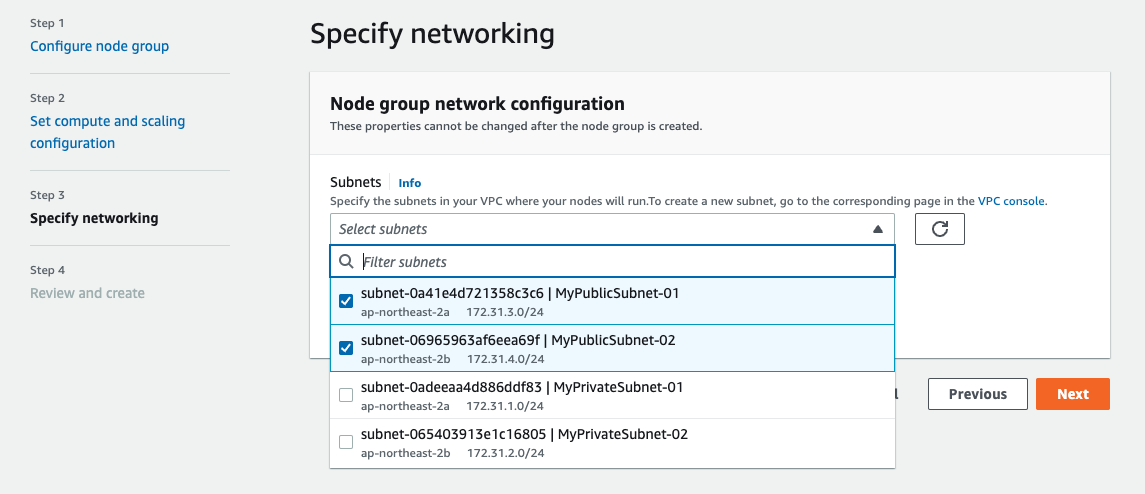 Step 1
Configure node group
Step 2
Set compute and scaling
configuration
Step 3
Specify networking
Step 4
Review and create
Specify networking
Node group network configuration
These properties cannot be changed after the node group is created.
Subnets Info
Specify the subnets in your VPC where your nodes will run.To create a new subnet, go to the corresponding page in the VPC console.
Select subnets
Filter subnets
subnet-0a41e4d721358c3c6 | MyPublicSubnet-01
ap-northeast-2a 172.31.3.0/24
subnet-06965963af6eea69f | MyPublicSubnet-02
ap-northeast-2b 172.31.4.0/24
subnet-0adeeaa4d886ddf83 | MyPrivateSubnet-01
ap-northeast-2a 172.31.1.0/24
subnet-065403913e1c16805 | MyPrivateSubnet-02
ap-northeast-2b 172.31.2.0/24
Previous Next